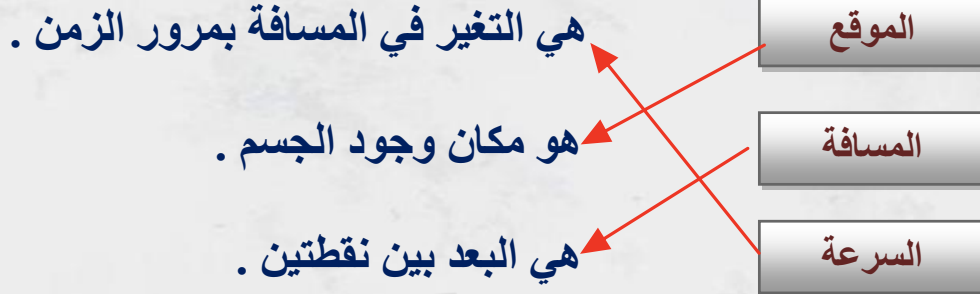 الموقع
هي التغير في المسافة بمرور الزمن .
المسافة
هو مكان وجود الجسم .
السرعة
هي البعد بين نقطتين .